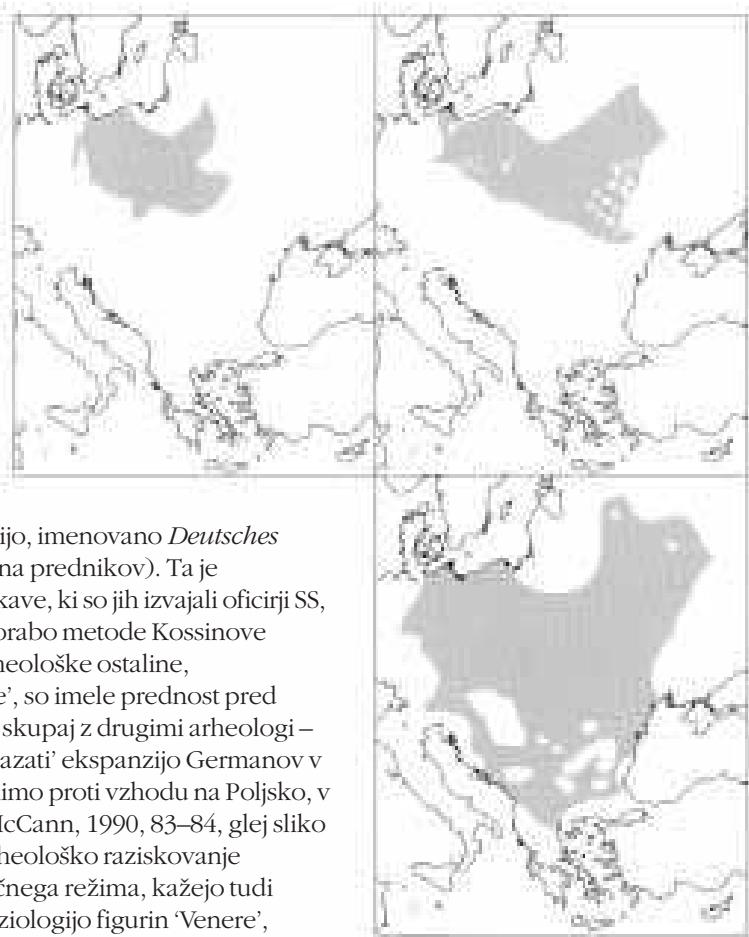 ijo, imenovano Deutsches
na prednikov). Ta je
kave, ki so jih izvajali oficirji SS,
orabo metode Kossinove
heološke ostaline,
e’, so imele prednost pred
skupaj z drugimi arheologi –
azati’ ekspanzijo Germanov v
imo proti vzhodu na Poljsko, v
McCann, 1990, 83–84, glej sliko
heološko raziskovanje
čnega režima, kažejo tudi
ziologijo figurin ‘Venere’,